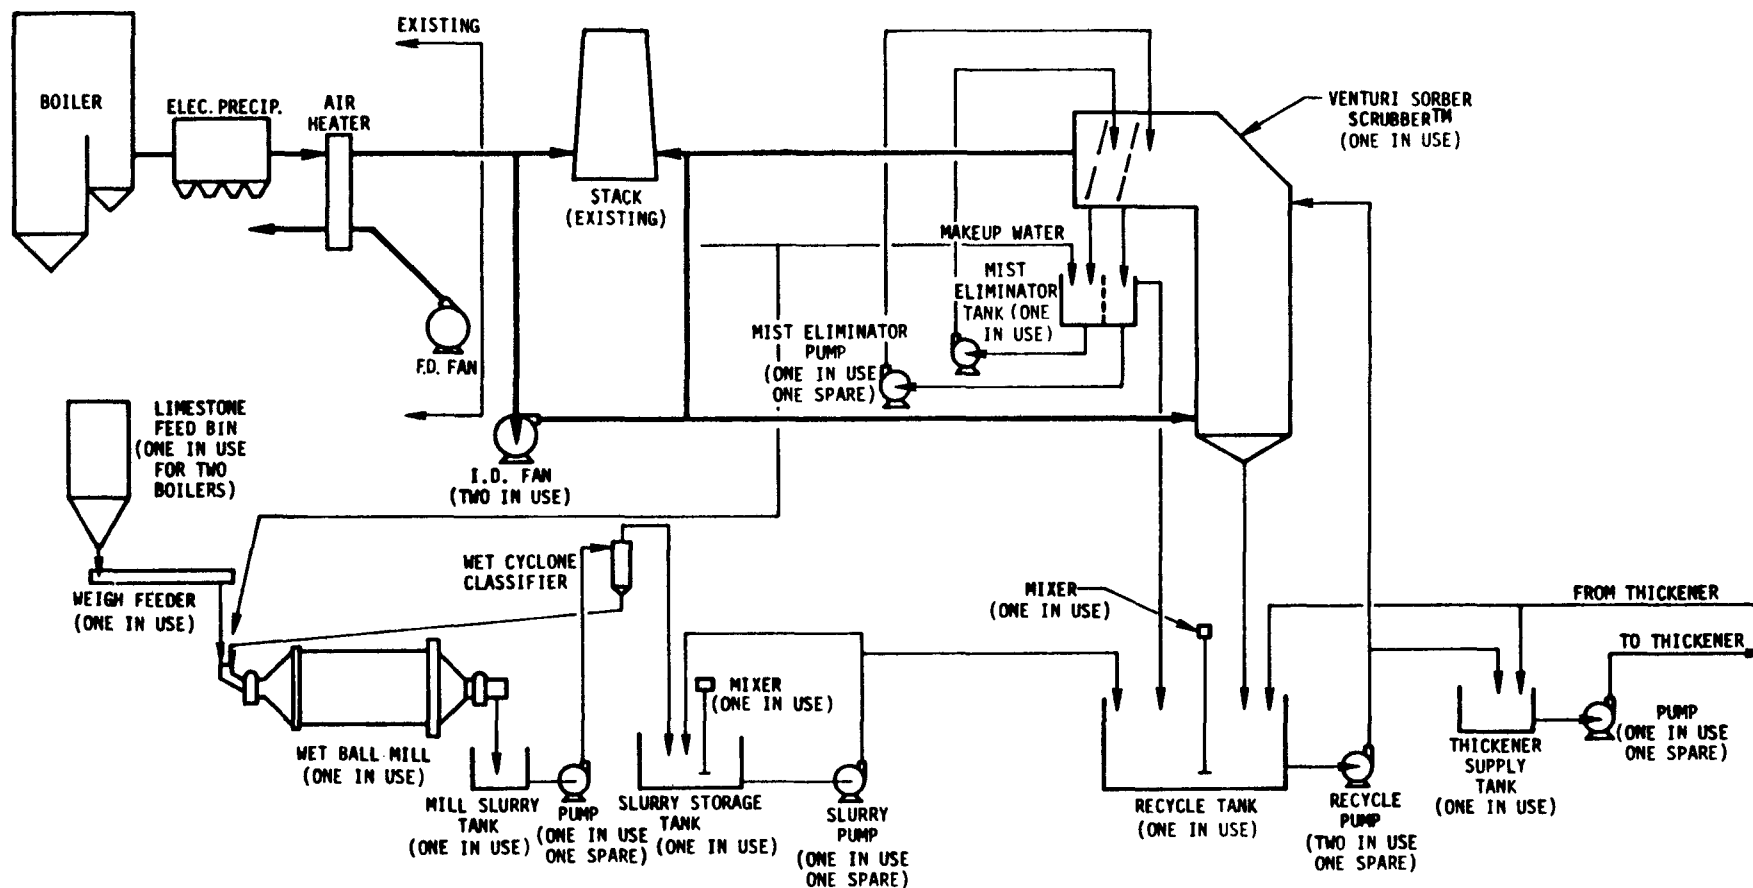 EXISTING
BOILER
ELEC. PRECIP.
AIR
HEATER
VENTURI SORBER
SCRUBBER™
(ONE IN USE)
STACK
(EXISTING)
MAKEUP WATER
MIST
ELIMINATOR
TANK (ONE
IN USE)
MIST ELIMINATOR
PUMP
(ONE IN USE
ONE SPARE)
F.D. FAN
LIMESTONE
FEED BIN
(ONE IN USE
FOR TWO
BOILERS)
I.D. FAN
(TWO IN USE)
WET CYCLONE
CLASSIFIER
WEIGH FEEDER
(ONE IN USE)
MIXER
(ONE IN USE)
FROM THICKENER
TO THICKENER
MIXER
(ONE IN USE)
WET BALL MILL
(ONE IN USE)
PUMP
(ONE IN USE
ONE SPARE)
THICKENER
SUPPLY
TANK
(ONE IN USE)
MILL SLURRY
TANK
(ONE IN USE)
PUMP
(ONE IN USE
ONE SPARE)
SLURRY STORAGE
TANK
(ONE IN USE)
SLURRY
PUMP
(ONE IN USE
ONE SPARE)
RECYCLE TANK
(ONE IN USE)
RECYCLE
PUMP
(TWO IN USE
ONE SPARE)